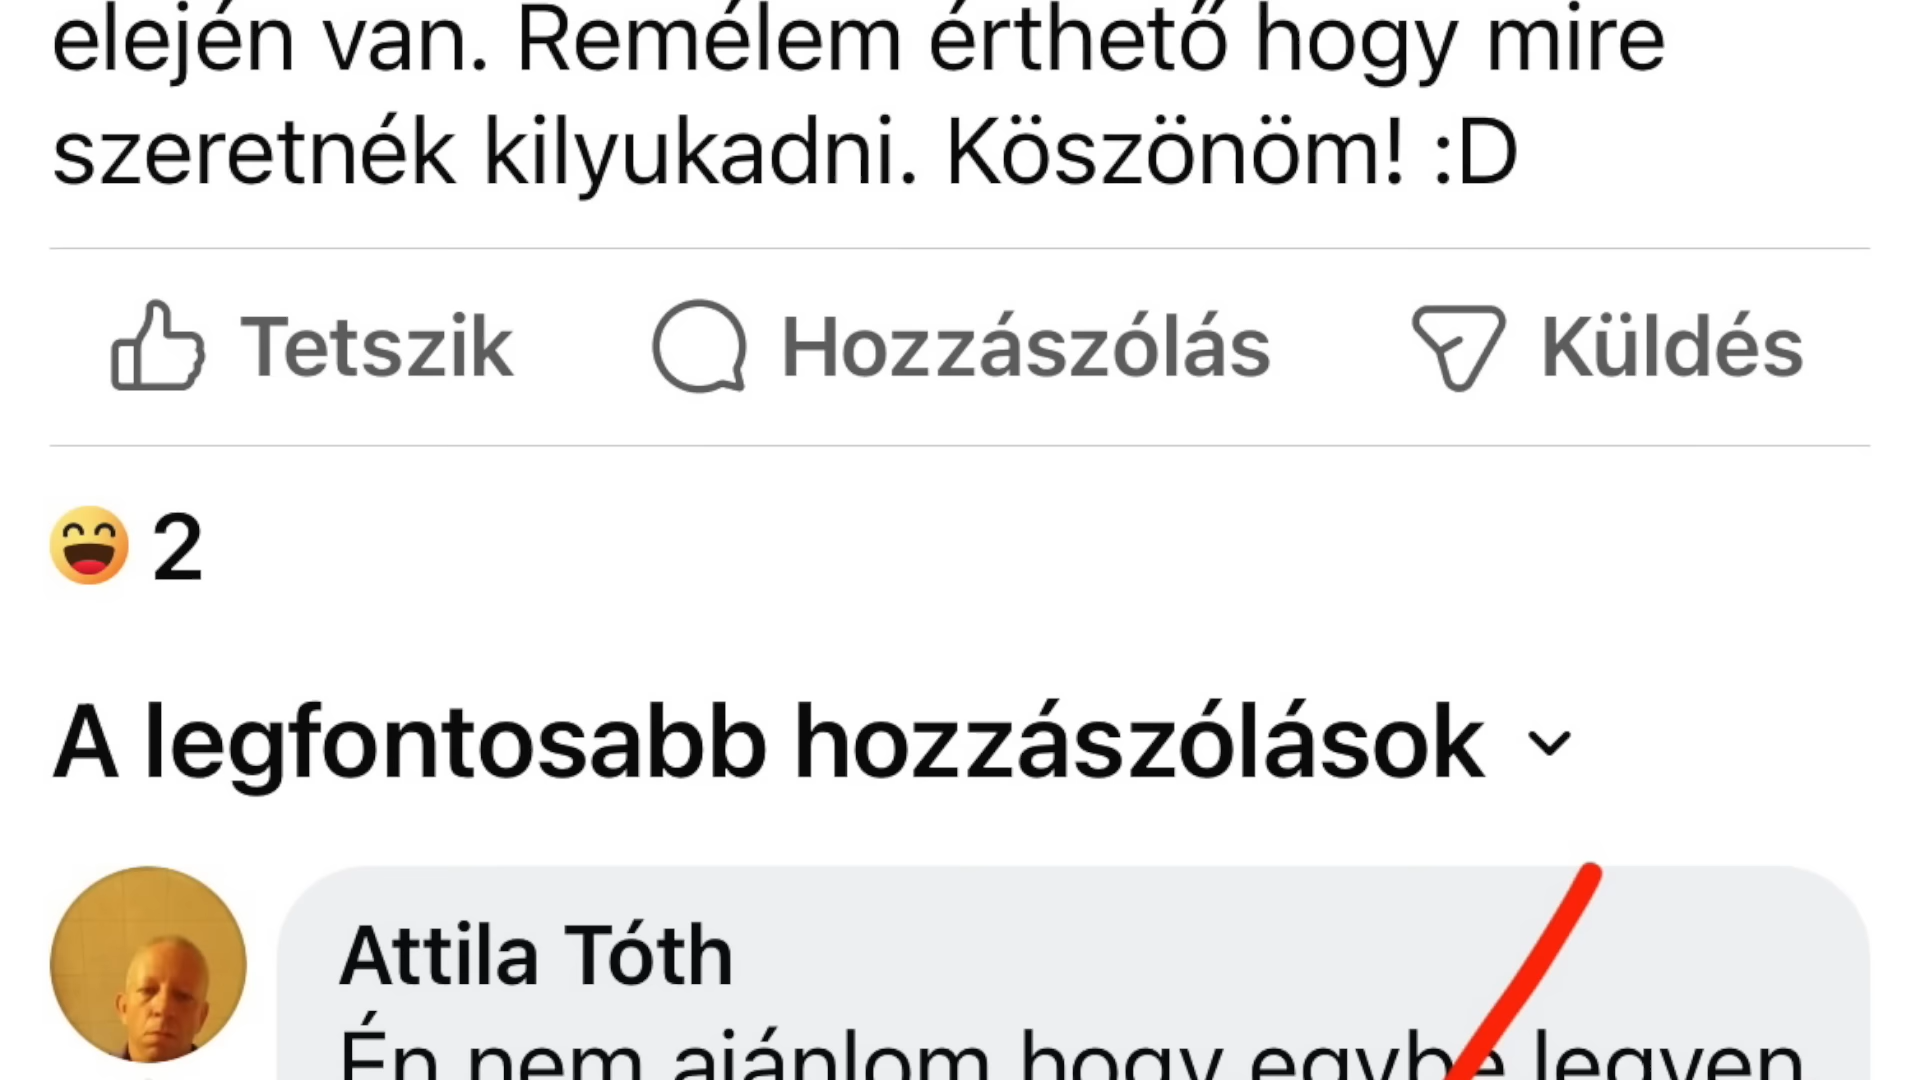 elején van. Remélem érthető hogy mire
szeretnék kilyukadni. Köszönöm! :D
Tetszik
Hozzászólás
Küldés
2
A legfontosabb hozzászólások
Attila Tóth
Én nem ajánlom hogy egybe legyen